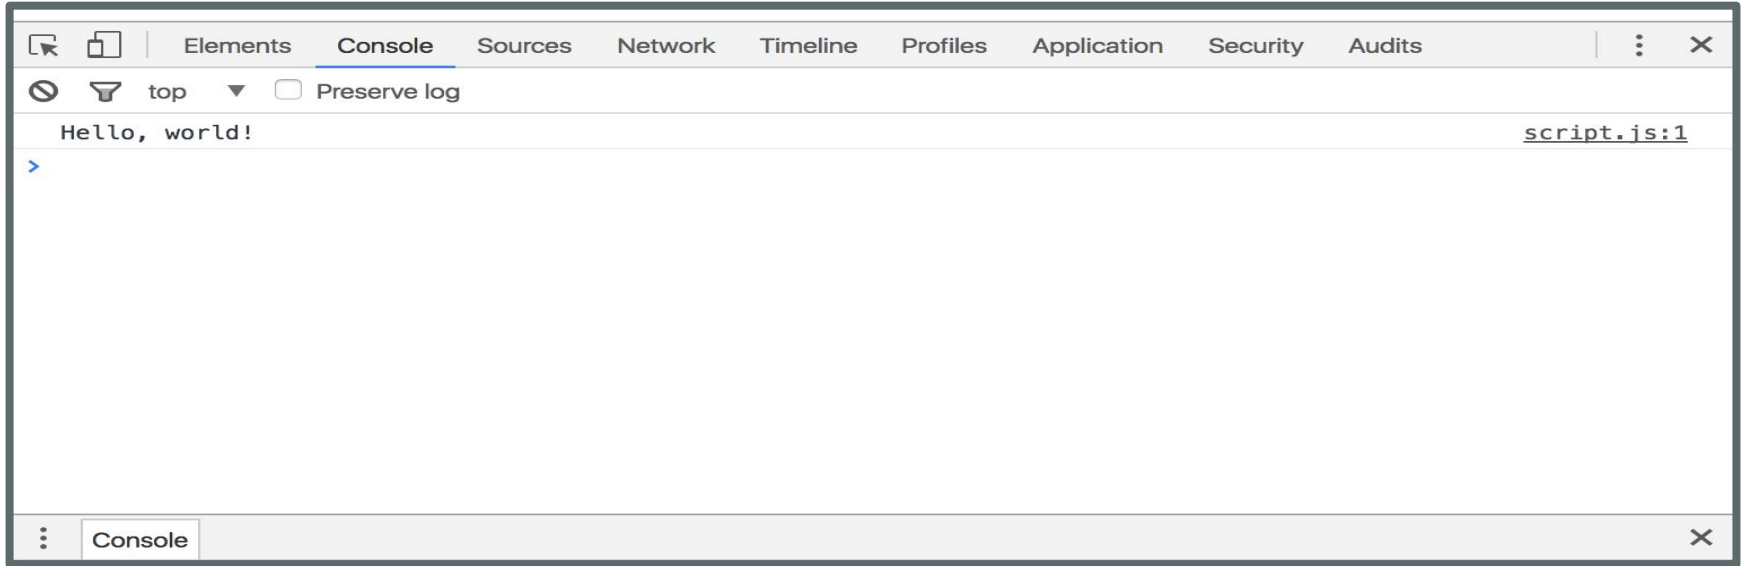 Elements Console Sources Network Timeline Profiles Application Security Audits
top Preserve log
Hello, world! script.js:1
>
Console